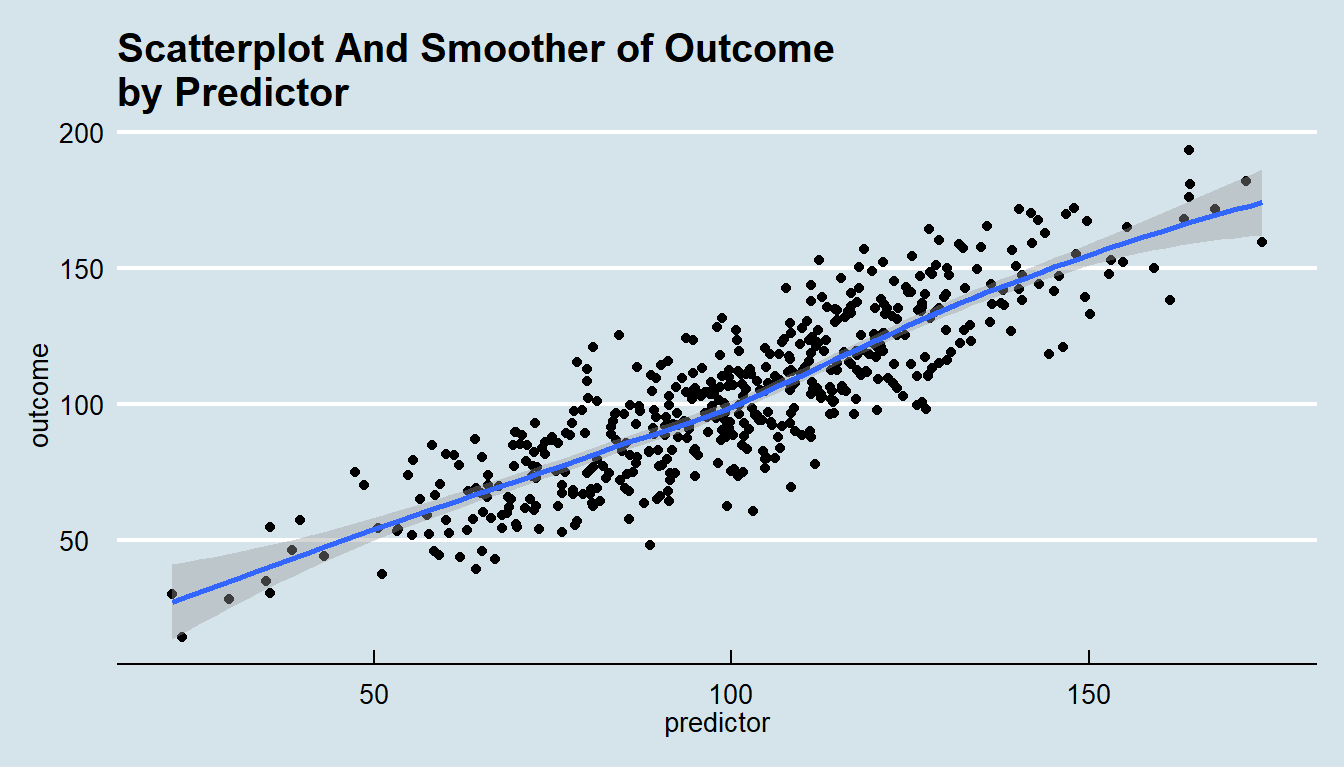 Scatterplot And Smoother of Outcome
by Predictor
200
150
100
50
outcome
50 100 150
predictor